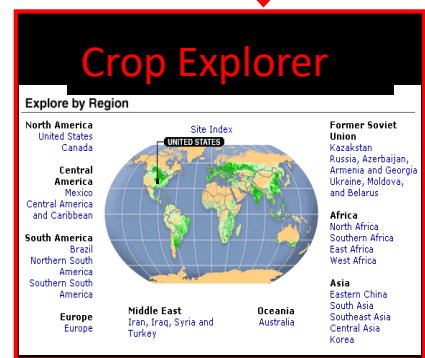 Crop Explorer
Explore by Region
North America
United States
Canada
Central
America
Mexico
Central America
and Caribbean
South America
Brazil
Northern South
America
Southern South
America
Europe
Europe
Site Index
UNITED STATES
Middle East
Iran, Iraq, Syria and
Turkey
Oceania
Australia
Former Soviet
Union
Kazakstan
Russia, Azerbaijan,
Armenia and Georgia
Ukraine, Moldova,
and Belarus
Africa
North Africa
Southern Africa
East Africa
West Africa
Asia
Eastern China
South Asia
Southeast Asia
Central Asia
Korea